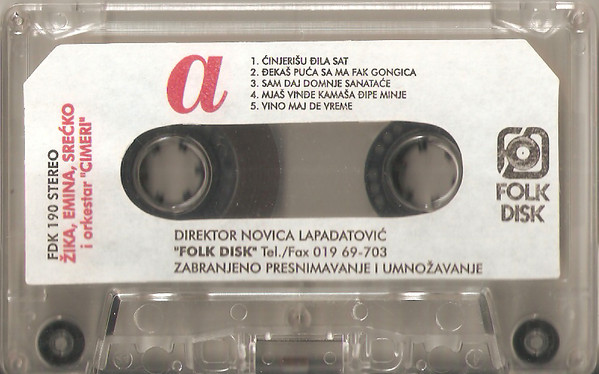 a
1. ĆINJERIŠU ĐILA SAT
2. ĐEKAŠ PUĆA SA MA FAK GONGICA
3. SAM DAJ DOMNJE SANATAĆE
4. MJAŠ VINĐE KAMAŠA ĐIPE MINJE
5. VINO MAJ DE VREME
FDK 190 STEREO
ŽIKA, EMINA, SREĆKO
i orkestar "CIMERI"
FOLK
DISK
DIREKTOR NOVICA LAPADATOVIĆ
"FOLK DISK" Tel./Fax 019 69-703
ZABRANJENO PRESNIMAVANJE I UMNOŽAVANJE